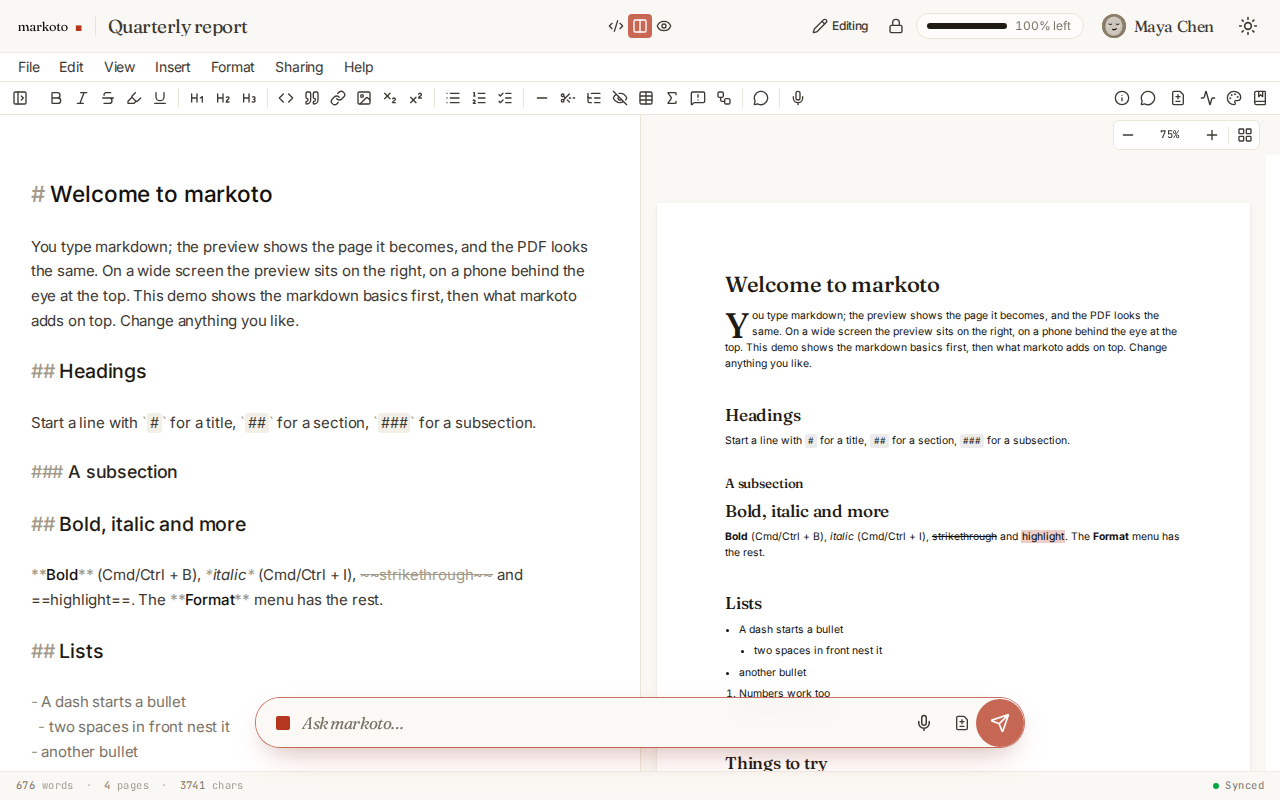 markoto
Quarterly report
Editing
100% left
Maya Chen
File Edit View Insert Format Sharing Help
H1 H2 H3
75%
# Welcome to markoto
You type markdown; the preview shows the page it becomes, and the PDF looks
the same. On a wide screen the preview sits on the right, on a phone behind the
eye at the top. This demo shows the markdown basics first, then what markoto
adds on top. Change anything you like.
## Headings
Start a line with `#` for a title, `##` for a section, `###` for a subsection.
### A subsection
## Bold, italic and more
**Bold** (Cmd/Ctrl + B), *italic* (Cmd/Ctrl + I), ~~strikethrough~~ and
==highlight==. The **Format** menu has the rest.
## Lists
- A dash starts a bullet
- two spaces in front nest it
- another bullet
Welcome to markoto
You type markdown; the preview shows the page it becomes, and the PDF looks the
same. On a wide screen the preview sits on the right, on a phone behind the eye at the
top. This demo shows the markdown basics first, then what markoto adds on top. Change
anything you like.
Headings
Start a line with # for a title, ## for a section, ### for a subsection.
A subsection
Bold, italic and more
Bold (Cmd/Ctrl + B), italic (Cmd/Ctrl + I), strikethrough and highlight. The Format menu has
the rest.
Lists
• A dash starts a bullet
• two spaces in front nest it
• another bullet
1. Numbers work too
Things to try
Ask markoto...
676 words · 4 pages · 3741 chars
Synced